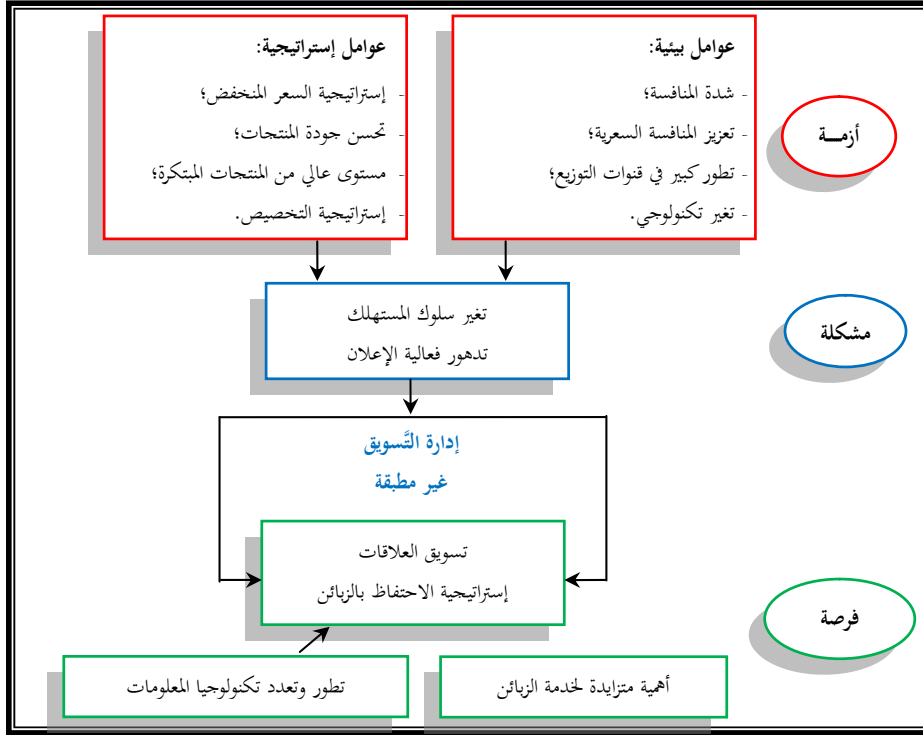 عوامل بيئية:
- شدة المنافسة؛
- تعزيز المنافسة السعرية؛
- تطور كبير في قنوات التوزيع؛
- تغير تكنولوجي.
عوامل إستراتيجية:
- إستراتيجية السعر المنخفض؛
- تحسن جودة المنتجات؛
- مستوى عالي من المنتجات المبتكرة؛
- إستراتيجية التخصيص.
أزمــة
تغير سلوك المستهلك
تدهور فعالية الإعلان
مشكلة
إدارة التَّسويق
غير مطبقة
تسويق العلاقات
إستراتيجية الاحتفاظ بالزبائن
فرصة
أهمية متزايدة لخدمة الزبائن
تطور وتعدد تكنولوجيا المعلومات